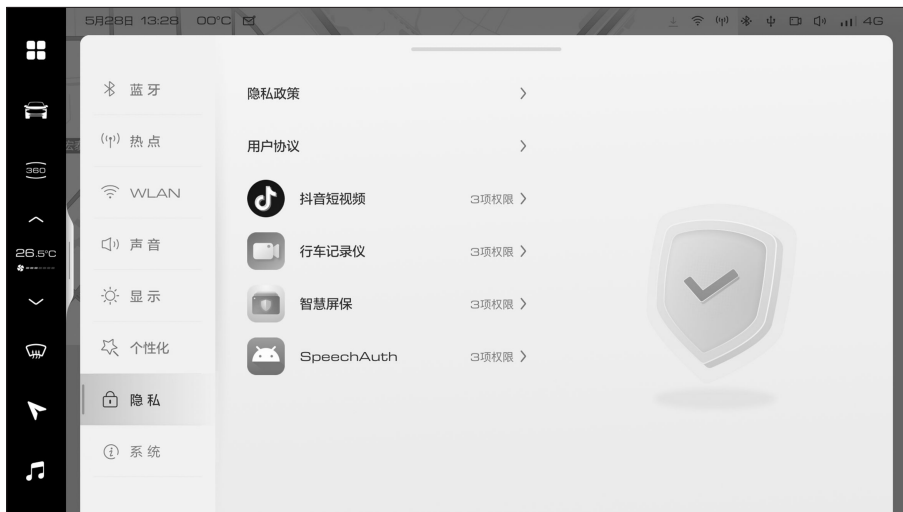 5月28日 13:28 00°C
4G
360
26.5°C
蓝牙
热点
WLAN
声音
显示
个性化
隐私
系统
隐私政策
用户协议
抖音短视频 3项权限
行车记录仪 3项权限
智慧屏保 3项权限
SpeechAuth 3项权限